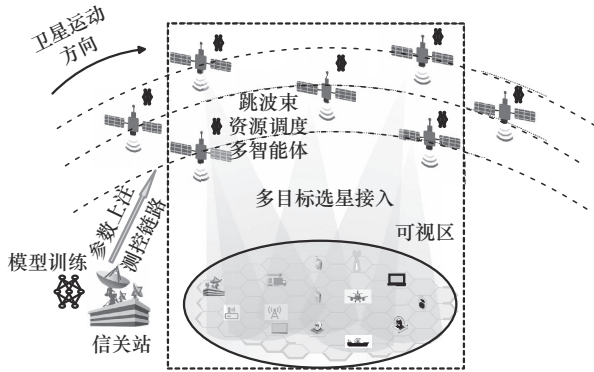 卫星运动
方向
跳波束
资源调度
多智能体
多目标选星接入
可视区
参数上注
测控链路
模型训练
信关站